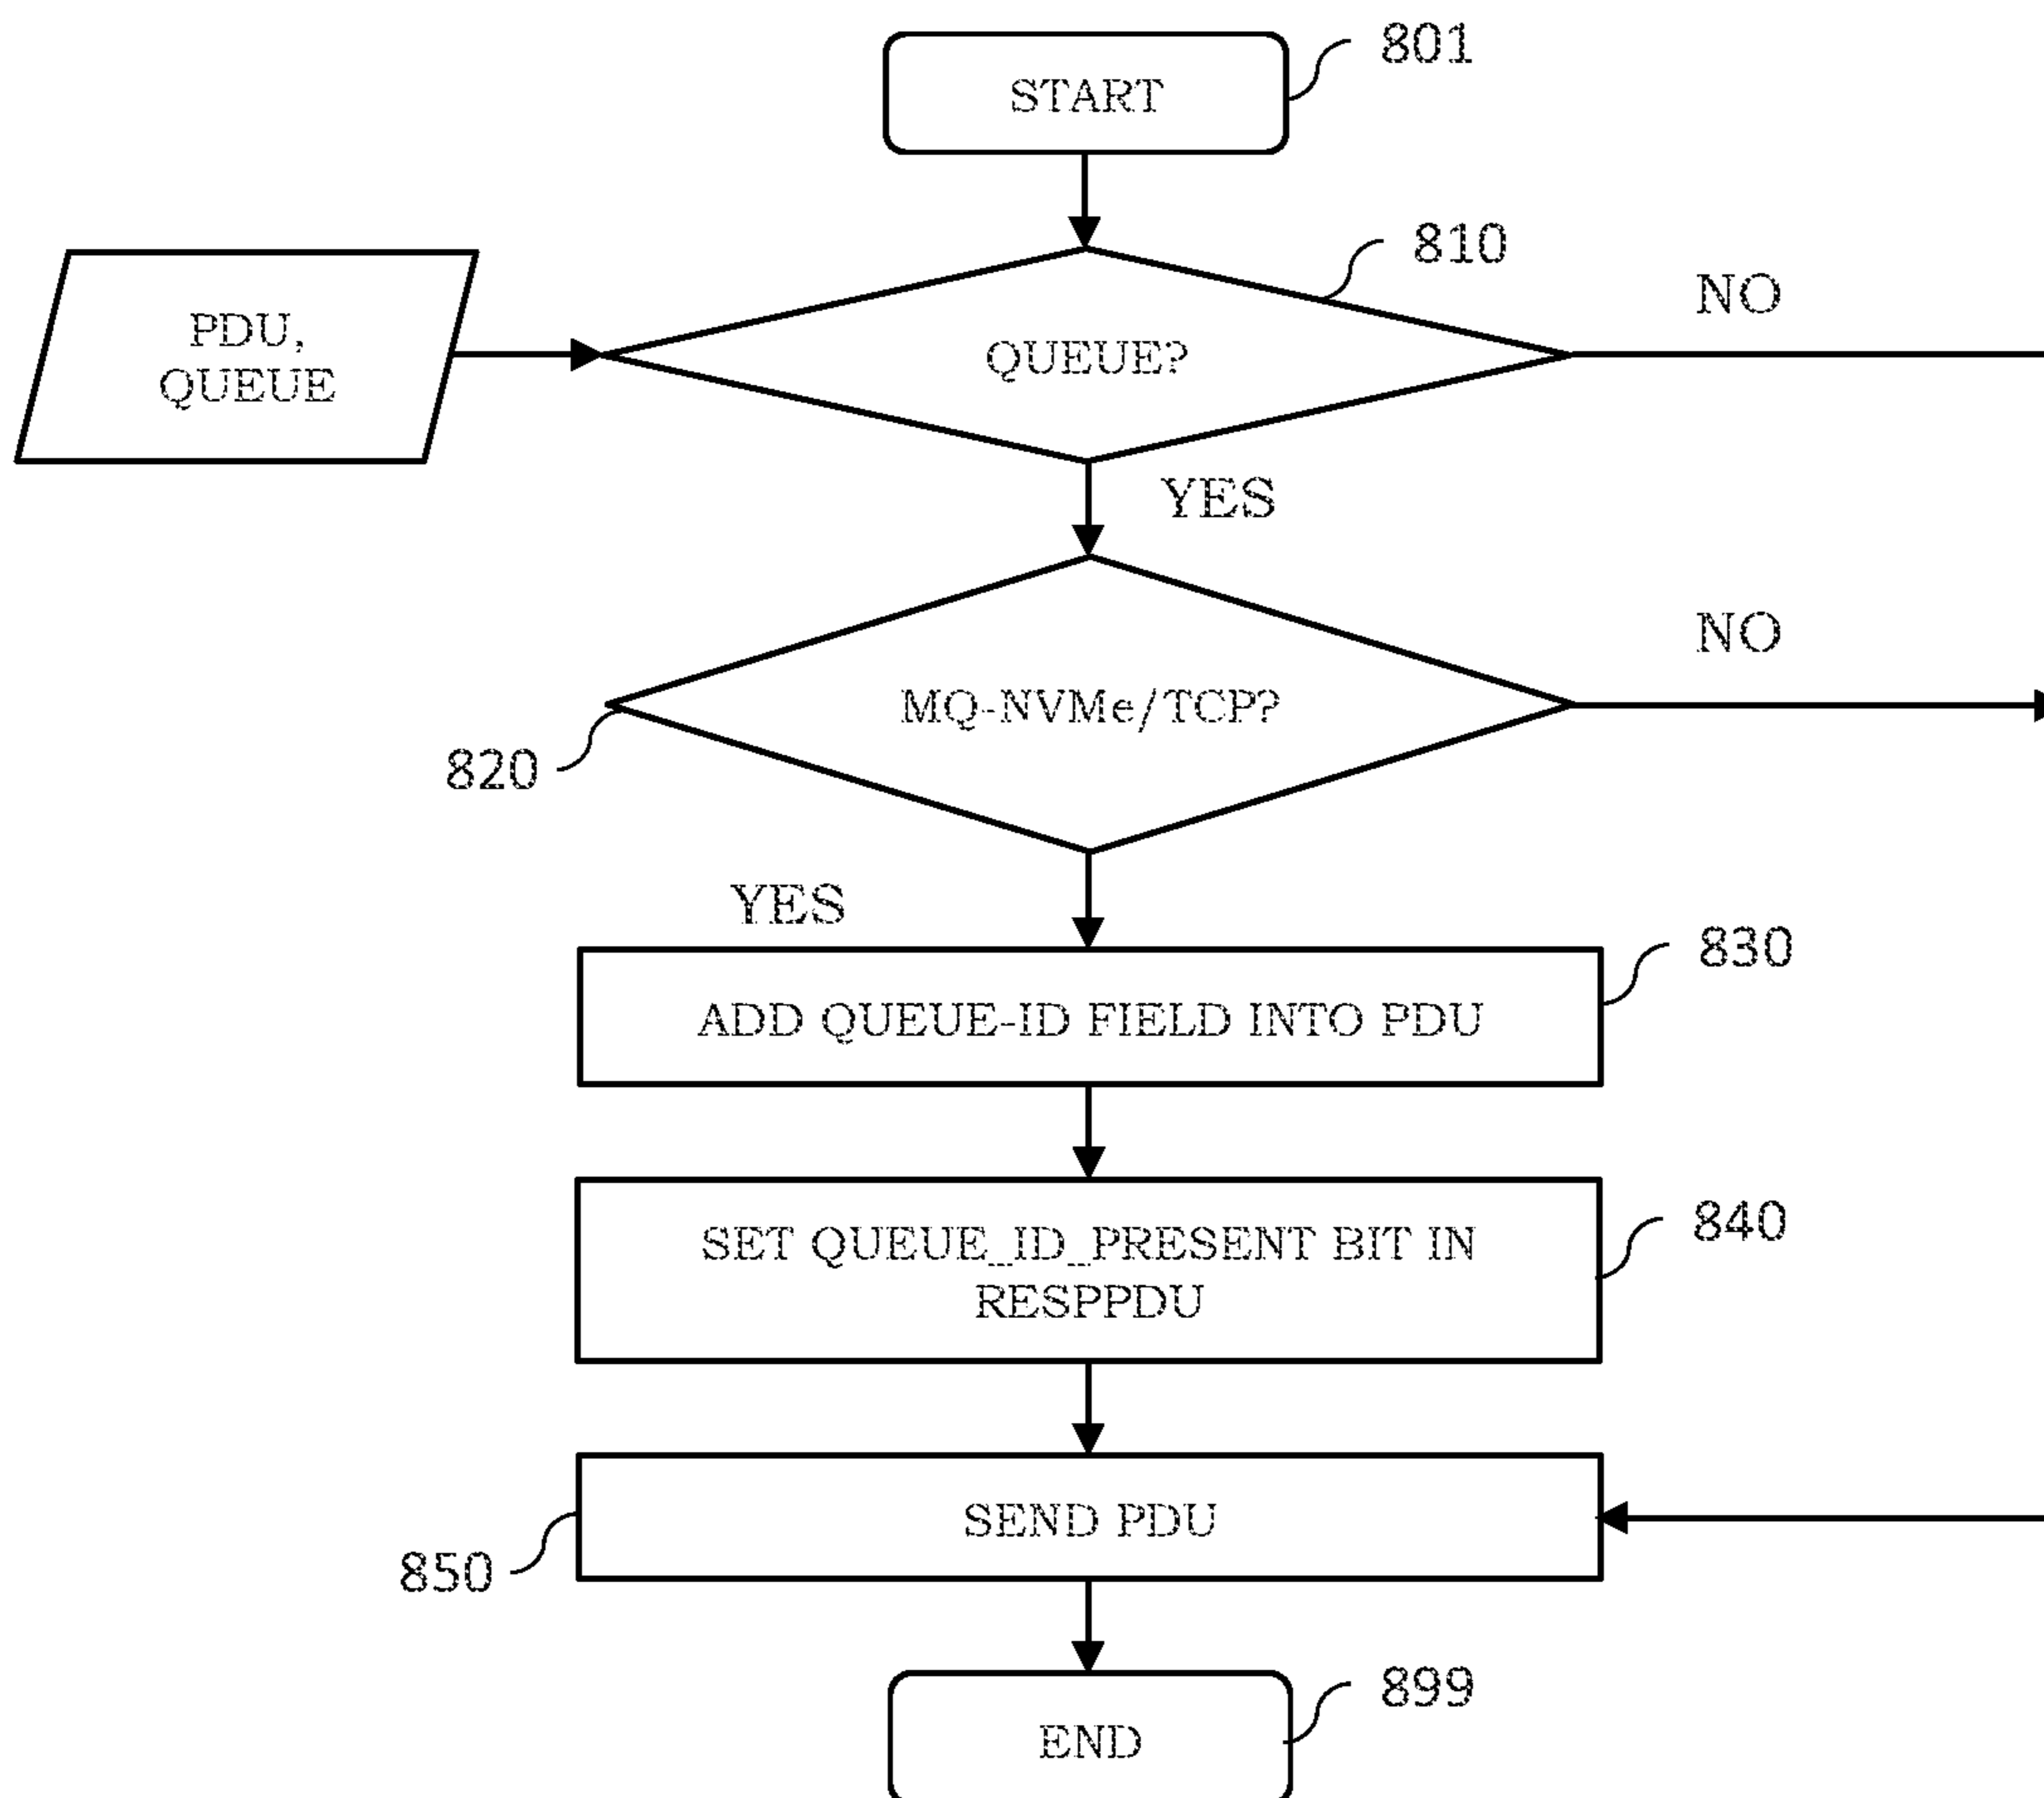 START
801
810
NO
PDU,
QUEUE
QUEUE?
YES
NO
MQ-NVMe/TCP?
820
YES
830
ADD QUEUE-ID FIELD INTO PDU
840
SET QUEUE_ID_PRESENT BIT IN
RESPPDU
SEND PDU
850
899
END